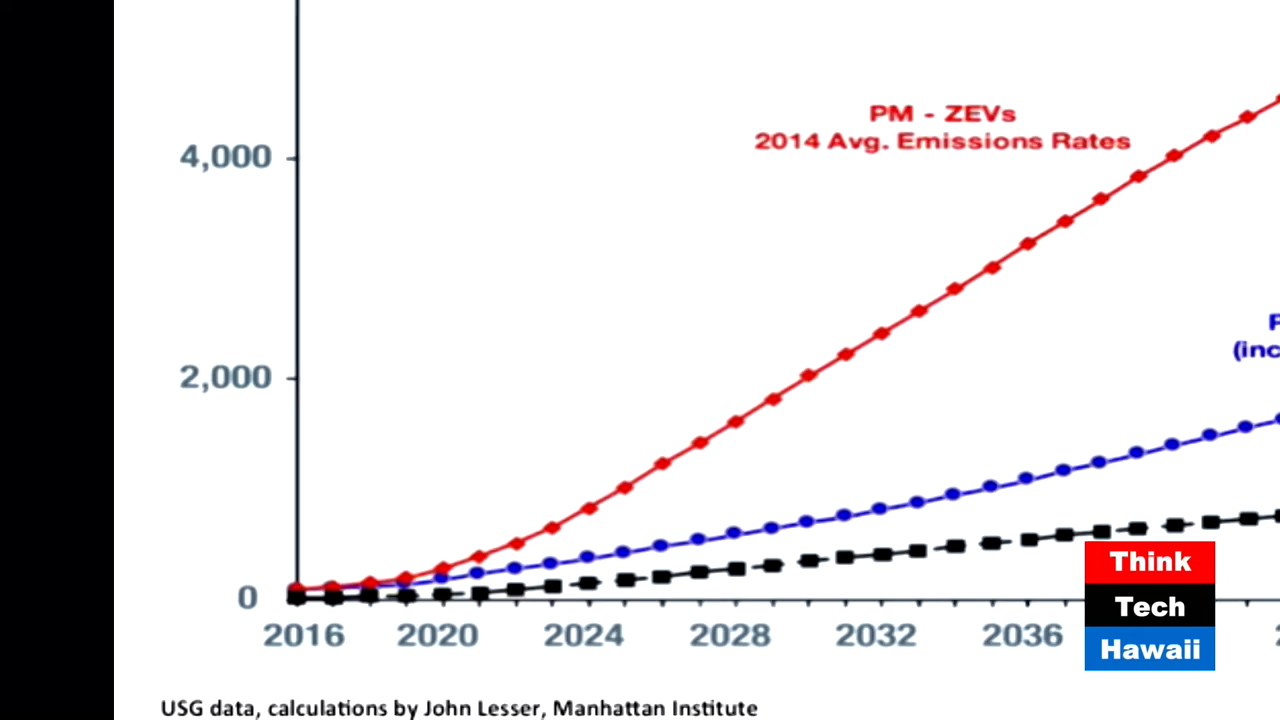 PM - ZEVs
2014 Avg. Emissions Rates
4,000
2,000
(inc
0
2016 2020 2024 2028 2032 2036
Think
Tech
Hawaii
USG data, calculations by John Lesser, Manhattan Institute